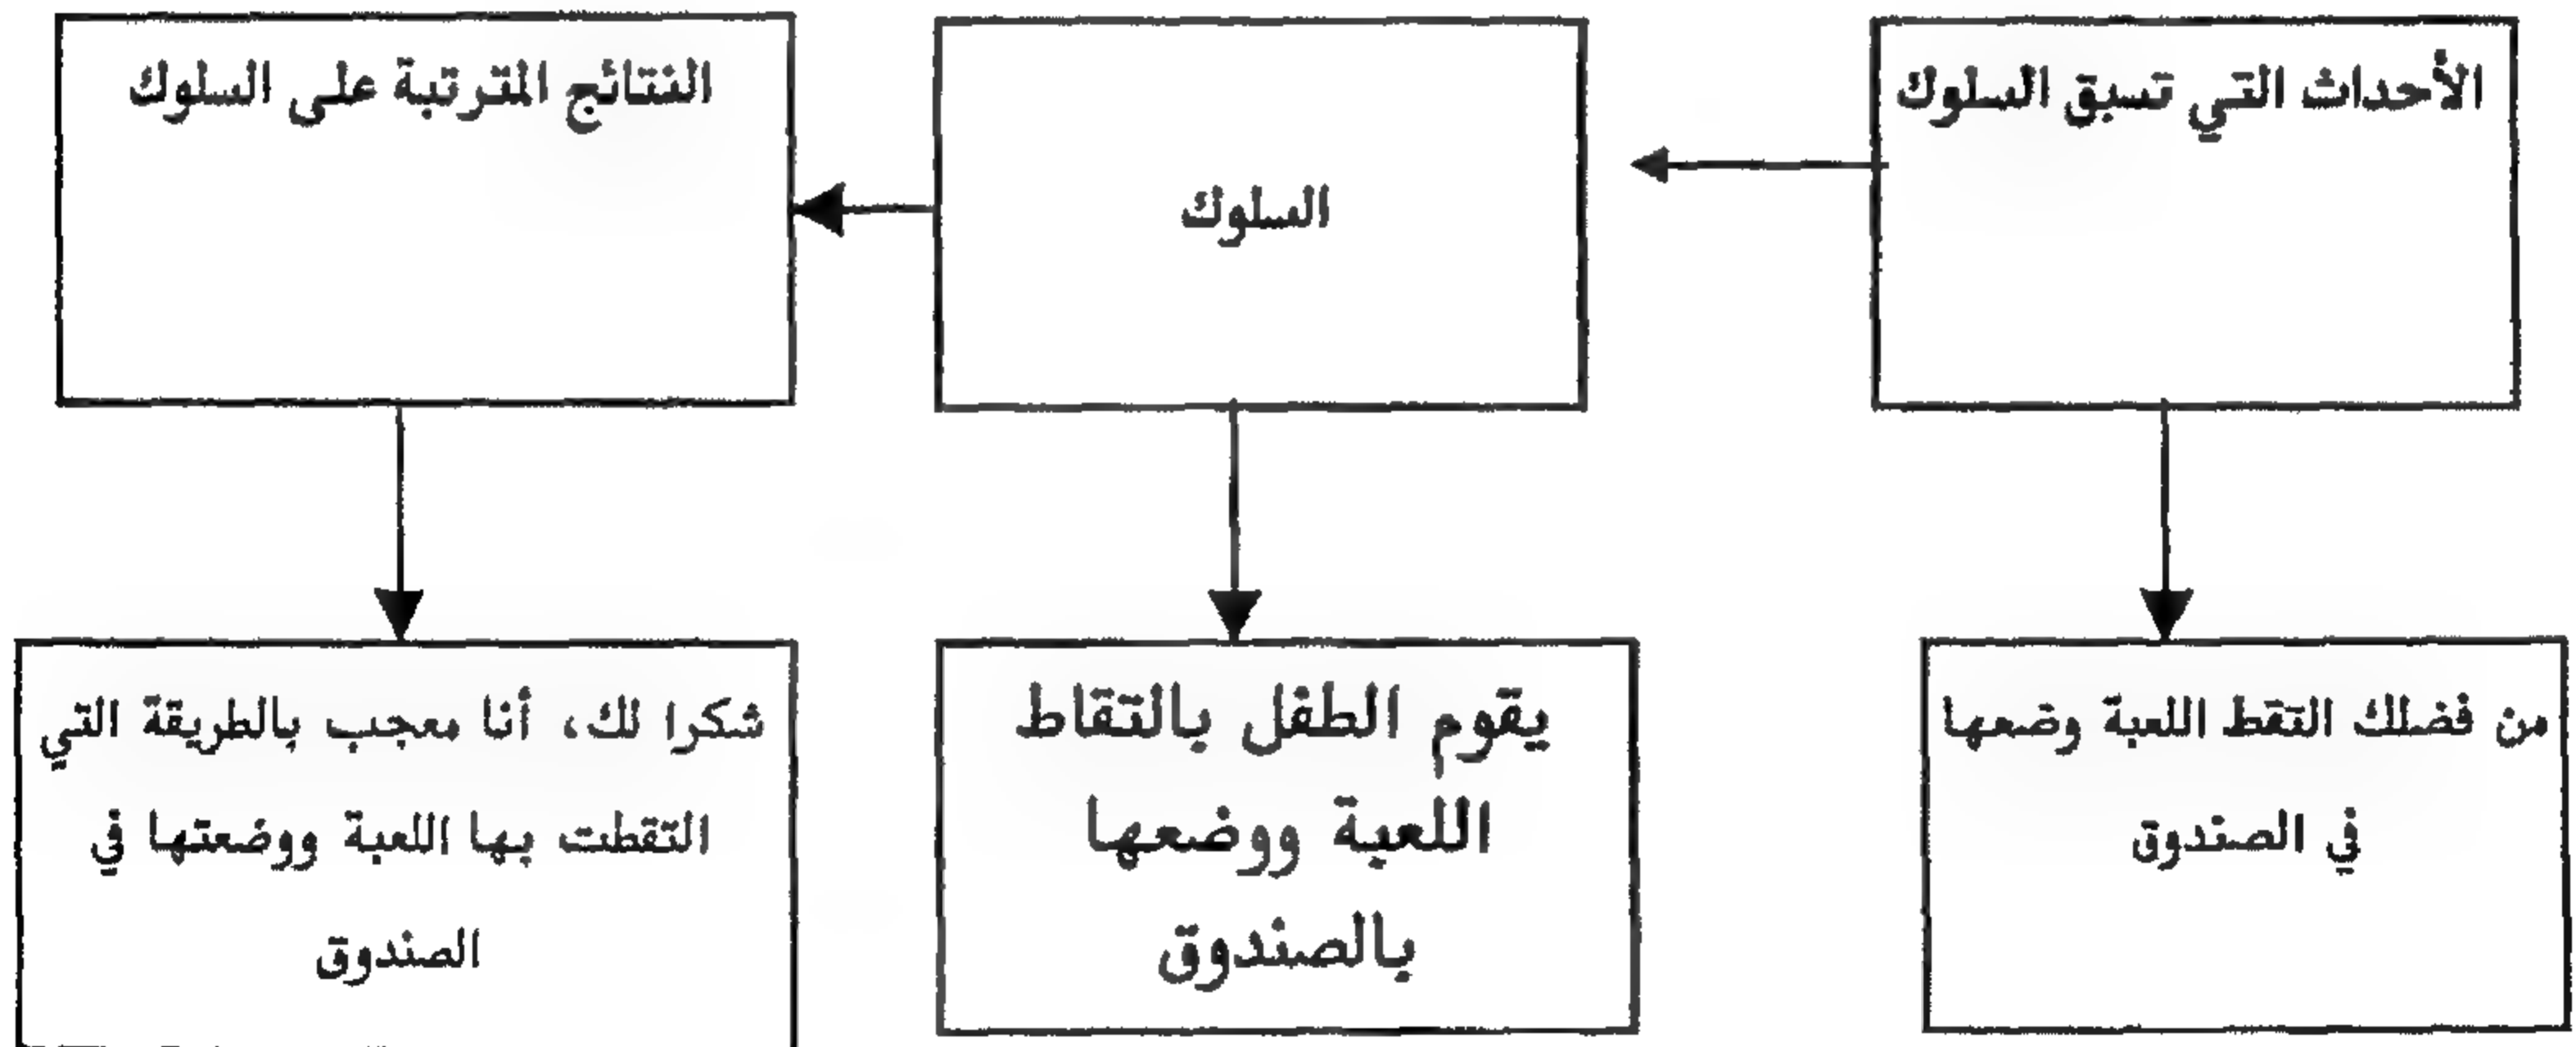 الأحداث التي تسبق السلوك
السلوك
النتائج المترتبة على السلوك
من فضلك التقط اللعبة وضعها
في الصندوق
يقوم الطفل بالتقاط
اللعبة ووضعها
بالصندوق
شكرا لك، أنا معجب بالطريقة التي
التقطت بها اللعبة ووضعتها في
الصندوق